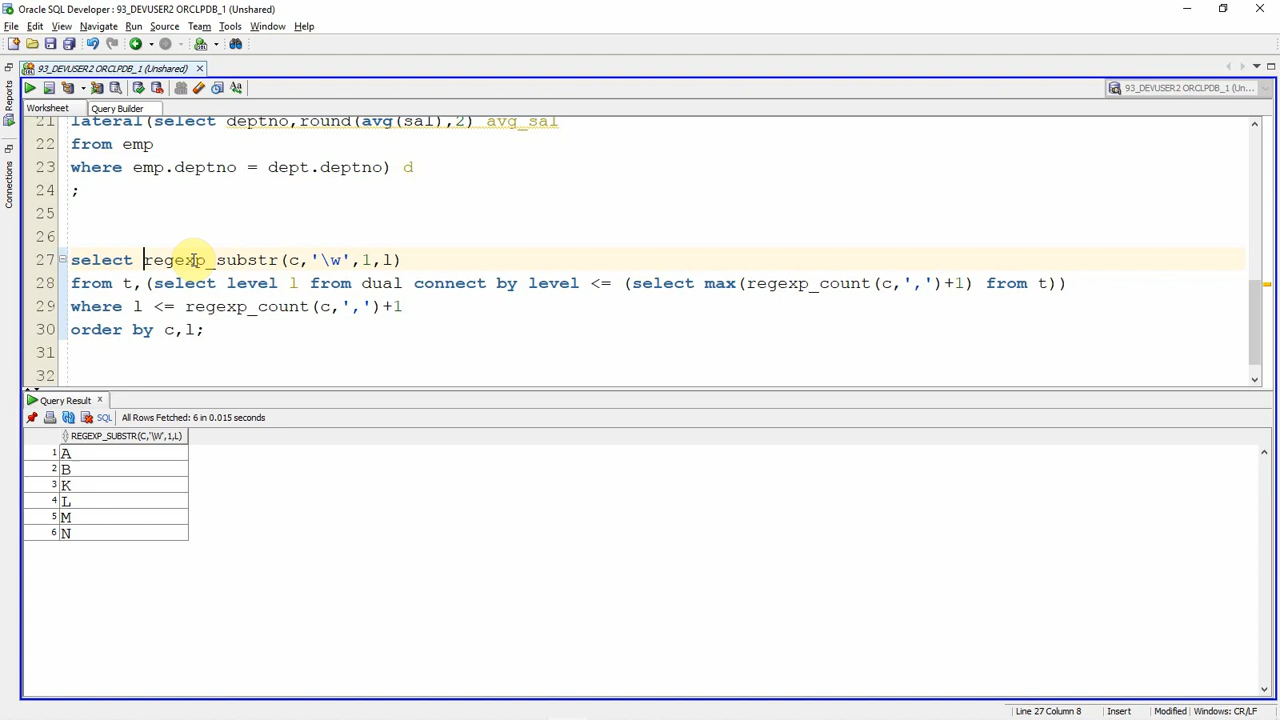 Oracle SQL Developer : 93_DEVUSER2 ORCLPDB_1 (Unshared)
File Edit View Navigate Run Source Team Tools Window Help
93_DEVUSER2 ORCLPDB_1 (Unshared)
Reports
Connections
93_DEVUSER2 ORCLPDB_1 (Un...
Worksheet Query Builder
21 lateral(select deptno,round(avg(sal),2) avg_sal
22 from emp
23 where emp.deptno = dept.deptno) d
24 ;
25
26
27 select regexp_substr(c,'\w',1,l)
28 from t,(select level l from dual connect by level <= (select max(regexp_count(c,',')+1) from t))
29 where l <= regexp_count(c,',')+1
30 order by c,l;
31
32
Query Result
SQL All Rows Fetched: 6 in 0.015 seconds
REGEXP_SUBSTR(C,'\W',1,L)
1 A
2 B
3 K
4 L
5 M
6 N
Line 27 Column 8 Insert Modified Windows: CR/LF